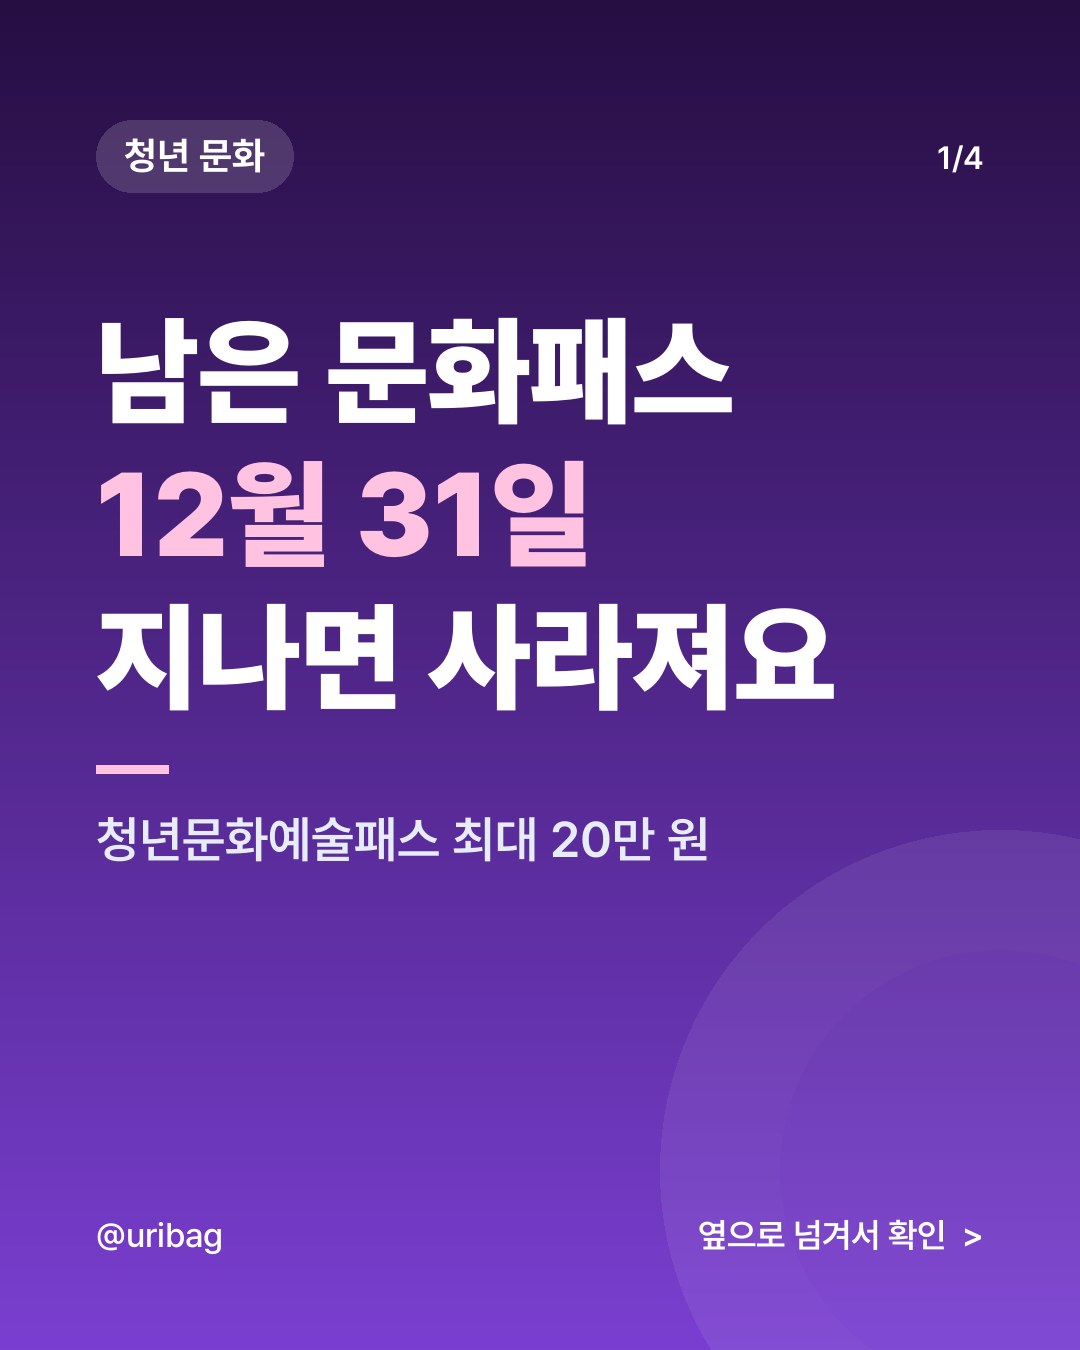 청년 문화
1/4
남은 문화패스
12월 31일
지나면 사라져요
청년문화예술패스 최대 20만 원
@uribag
옆으로 넘겨서 확인 >